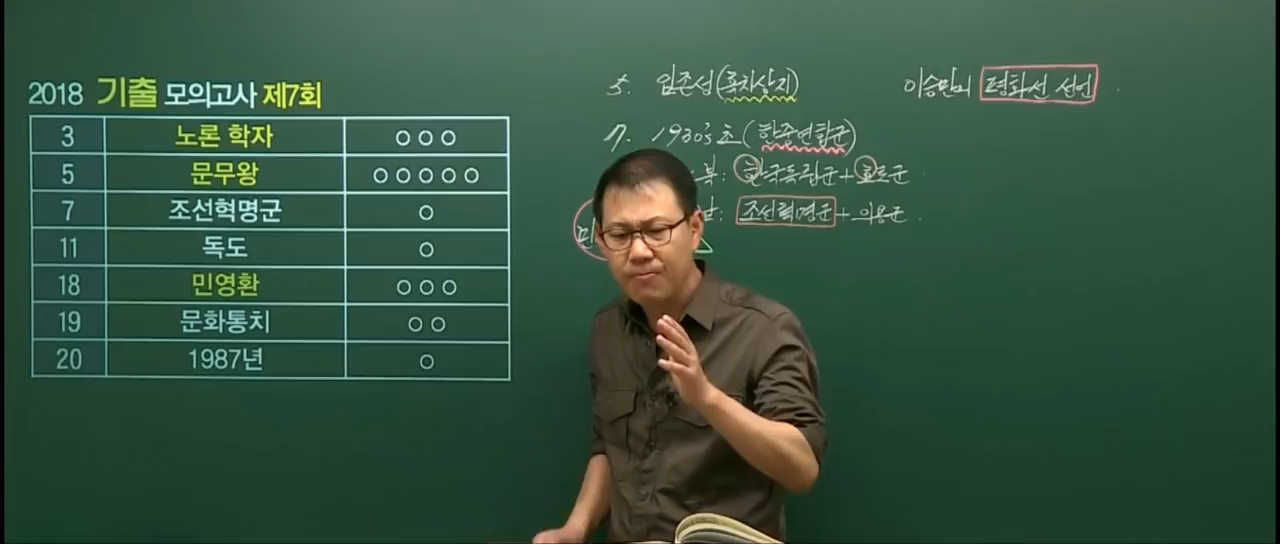 2018 기출 모의고사 제7회
3 노론 학자 ○○○
5 문무왕 ○○○○○
7 조선혁명군 ○
11 독도 ○
18 민영환 ○○○
19 문화통치 ○○
20 1987년 ○
5. 임존성(흑치상지)
7. 1930's 초(한중연합군)
북: 한국독립군+호로군
조선혁명군+의용군
이승만의 평화선 선언